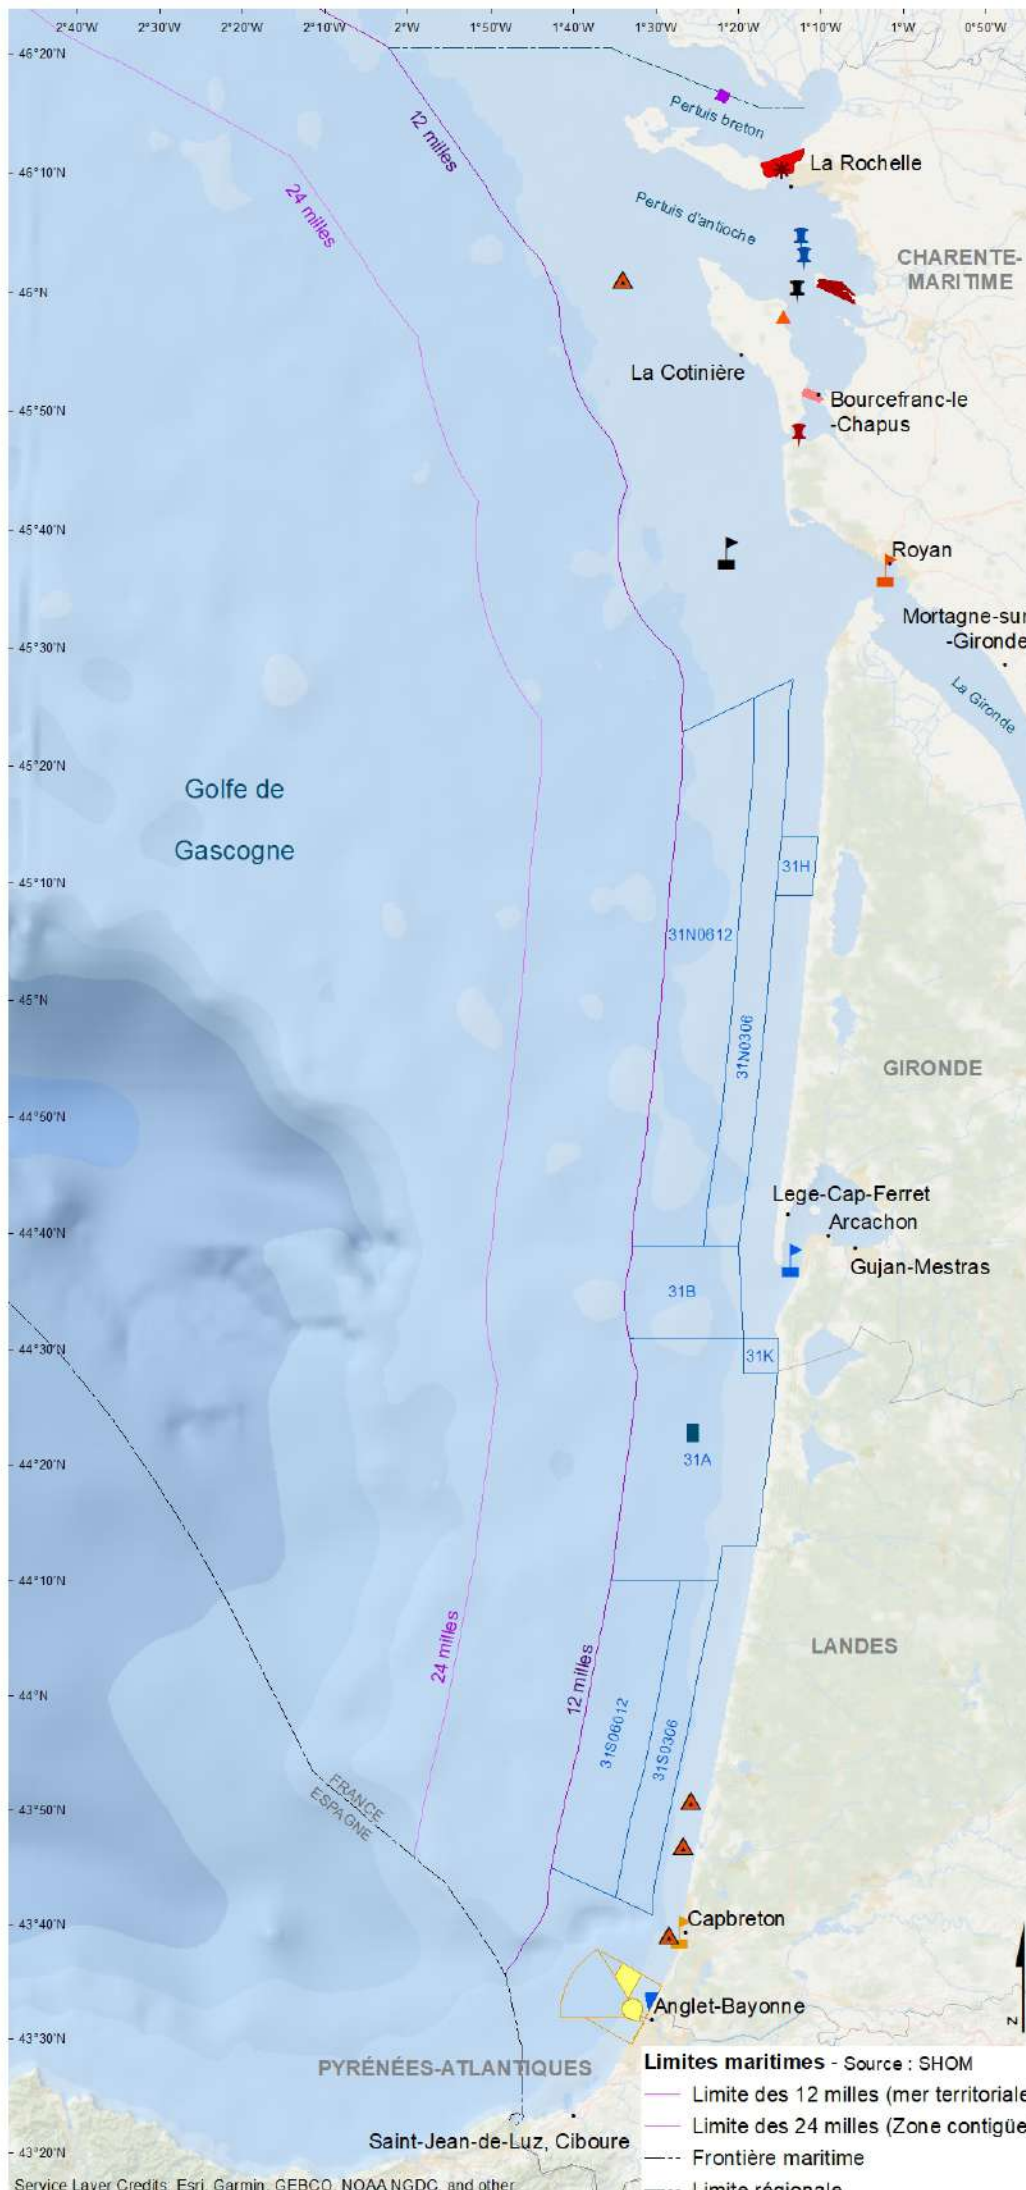 2°40'W 2°30'W 2°20'W 2°10'W 2°0'W 1°50'W 1°40'W 1°30'W 1°20'W 1°10'W 1°0'W 0°50'W
46°20'N
12 milles
Pertuis breton
46°10'N
La Rochelle
24 milles
Pertuis d'antioche
CHARENTE-
MARITIME
46°N
La Cotinière
45°50'N
Bourcefranc-le
-Chapus
45°40'N
Royan
Mortagne-sur
-Gironde
45°30'N
La Gironde
45°20'N
Golfe de
Gascogne
31H
45°10'N
31N0612
45°N
31N0306
GIRONDE
44°50'N
Lege-Cap-Ferret
44°40'N
Arcachon
Gujan-Mestras
31B
44°30'N
31K
44°20'N
31A
44°10'N
LANDES
24 milles
12 milles
44°N
31S06012
31S0306
FRANCE
ESPAGNE
43°50'N
43°40'N
Capbreton
Anglet-Bayonne
N
43°30'N
PYRÉNÉES-ATLANTIQUES
Limites maritimes - Source : SHOM
Limite des 12 milles (mer territoriale
Limite des 24 milles (Zone contigüe
Saint-Jean-de-Luz, Ciboure
43°20'N
Frontière maritime
Limite régionale
Service Layer Credits: Esri, Garmin, GEBCO, NOAA NGDC, and other